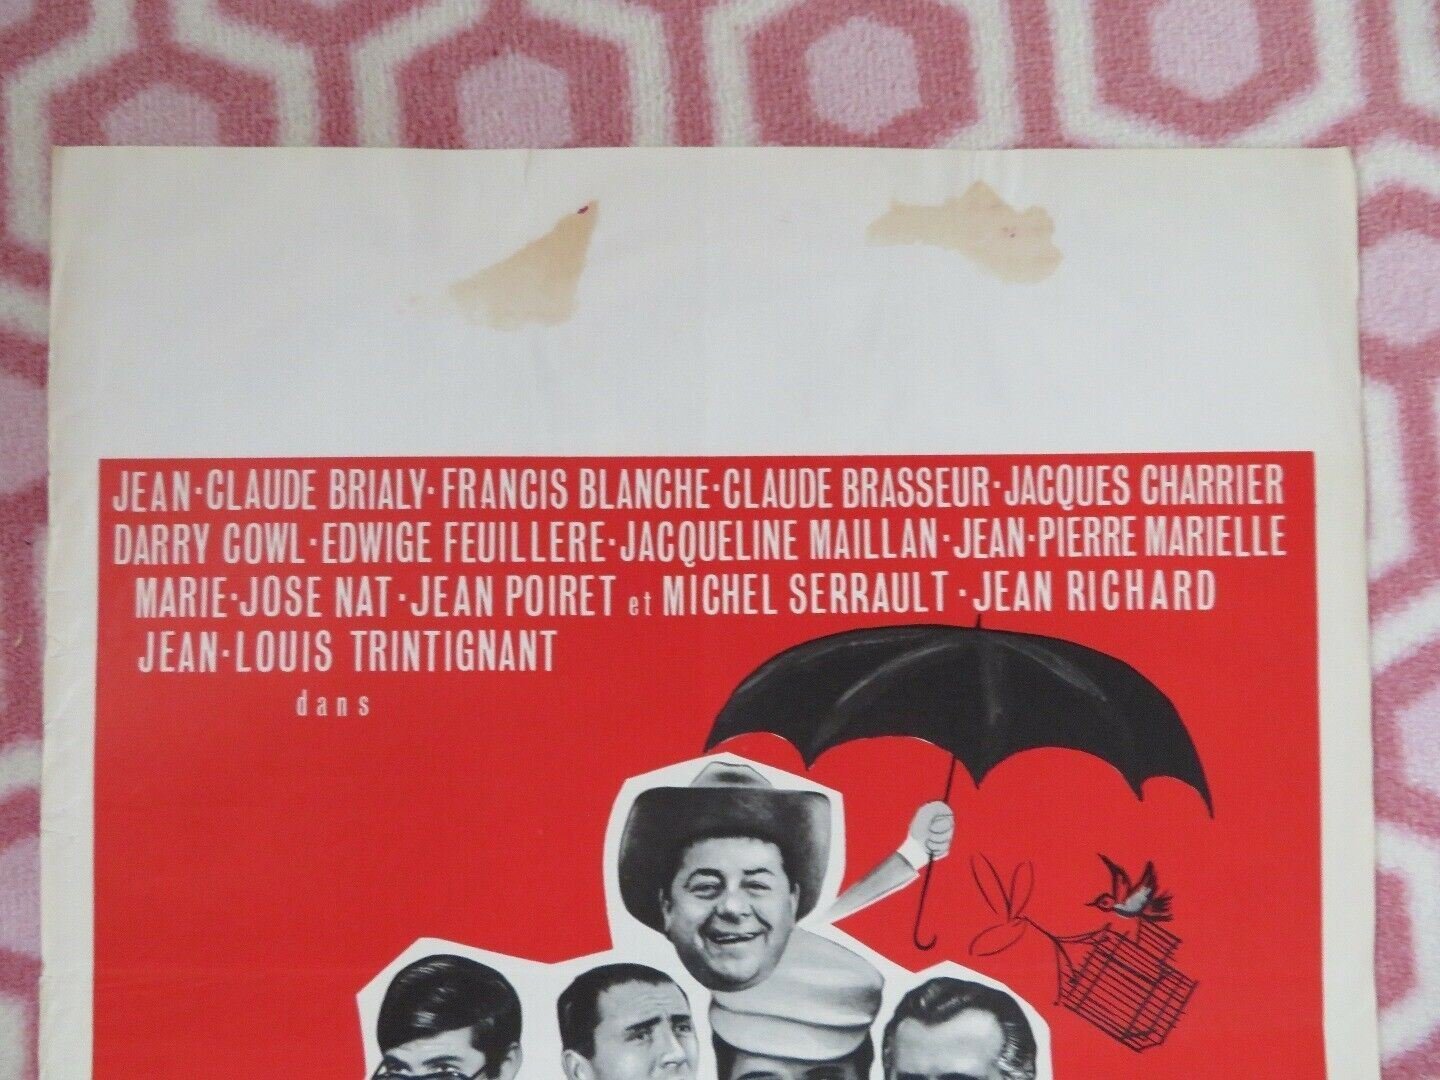 JEAN·CLAUDE BRIALY·FRANCIS BLANCHE·CLAUDE BRASSEUR·JACQUES CHARRIER
DARRY COWL·EDWIGE FEUILLERE·JACQUELINE MAILLAN·JEAN·PIERRE MARIELLE
MARIE·JOSE NAT·JEAN POIRET et MICHEL SERRAULT·JEAN RICHARD
JEAN·LOUIS TRINTIGNANT
dans